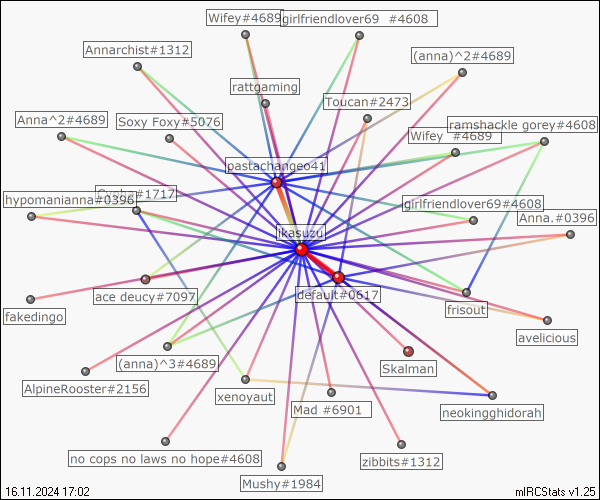 Wifey#4689
girlfriendlover69 #4608
Annarchist#1312
(anna)^2#4689
rattgaming
Toucan#2473
Anna^2#4689
Soxy Foxy#5076
ramshackle gorey#4608
Wifey #4689
pastachangeo41
hypomanianna#0396
#1717
girlfriendlover69#4608
Anna.#0396
ikasuzu
ace deucy#7097
default#0617
fakedingo
frisout
avelicious
(anna)^3#4689
Skalman
AlpineRooster#2156
xenoyaut
Mad #6901
neokingghidorah
no cops no laws no hope#4608
zibbits#1312
Mushy#1984
16.11.2024 17:02
mIRCStats v1.25